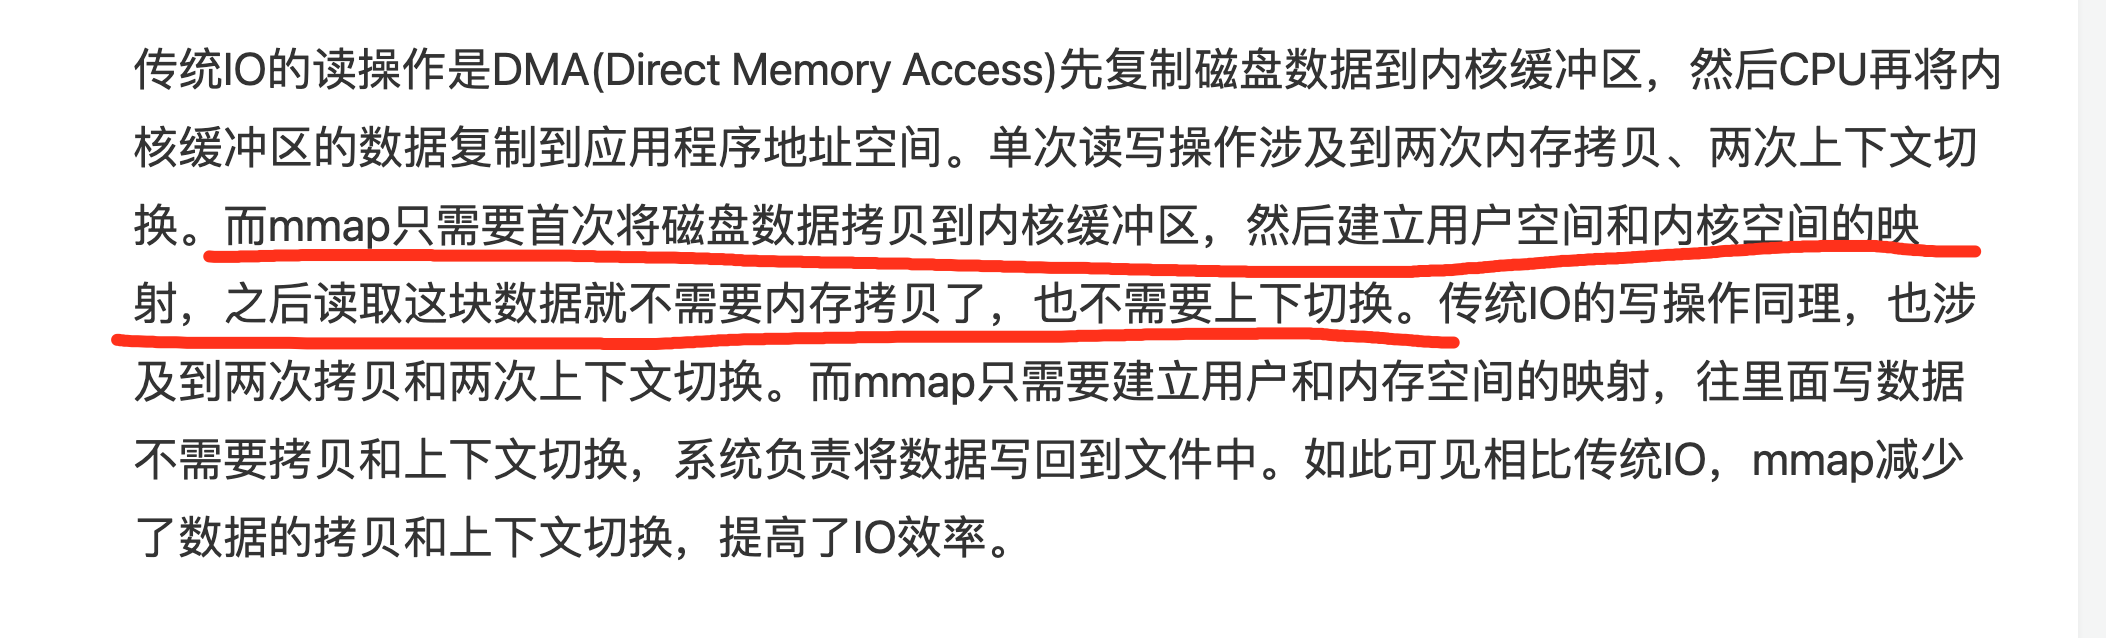 传统IO的读操作是DMA(Direct Memory Access)先复制磁盘数据到内核缓冲区，然后CPU再将内
核缓冲区的数据复制到应用程序地址空间。单次读写操作涉及到两次内存拷贝、两次上下文切
换。而mmap只需要首次将磁盘数据拷贝到内核缓冲区，然后建立用户空间和内核空间的映
射，之后读取这块数据就不需要内存拷贝了，也不需要上下切换。传统IO的写操作同理，也涉
及到两次拷贝和两次上下文切换。而mmap只需要建立用户和内存空间的映射，往里面写数据
不需要拷贝和上下文切换，系统负责将数据写回到文件中。如此可见相比传统IO，mmap减少
了数据的拷贝和上下文切换，提高了IO效率。